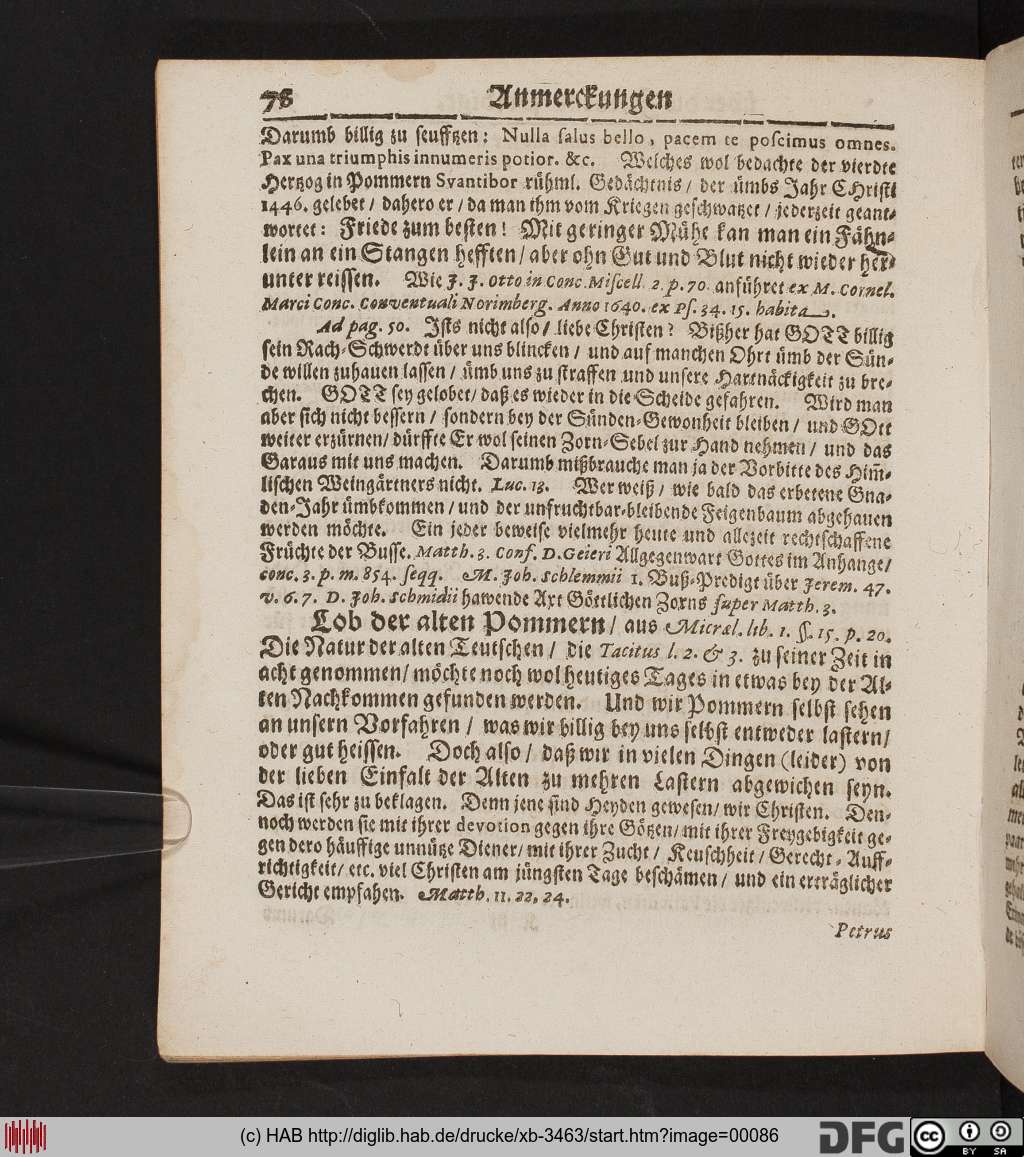 78 Anmerckungen
Darumb billig zu seufftzen: Nulla salus bello, pacem te poscimus omnes.
Pax una triumphis innumeris potior. &c. Welches wol bedachte der vierdte
Hertzog in Pommern Svantibor rühml. Gedächtnis / der ümbs Jahr CHristi
1446. gelebet / dahero er / da man ihm vom Kriegen geschwatzet / jederzeit geant-
wortet: Friede zum besten! Mit geringer Mühe kan man ein Fähn-
lein an ein Stangen hefften / aber ohn Gut und Blut nicht wieder her-
unter reissen. Wie J. J. Otto in Conc. Miscell. 2. p. 70. anführet ex M. Cornel.
Marci Conc. Conventuali Norimberg. Anno 1640. ex Ps. 34. 15. habita.
Ad pag. 50. Ists nicht also / liebe Christen? Bißher hat GOTT billig
sein Rach-Schwerdt über uns blincken / und auf manchen Ohrt ümb der Sün-
de willen zuhauen lassen / ümb uns zu straffen und unsere Hartnäckigkeit zu bre-
chen. GOTT sey gelobet / daß es wieder in die Scheide gefahren. Wird man
aber sich nicht bessern / sondern bey der Sünden-Gewonheit bleiben / und GOtt
weiter erzürnen / dürffte Er wol seinen Zorn-Sebel zur Hand nehmen / und das
Garaus mit uns machen. Darumb mißbrauche man ja der Vorbitte des Him̄-
lischen Weingärtners nicht. Luc. 13. Wer weiß / wie bald das erbetene Gna-
den-Jahr ümbkommen / und der unfruchtbar-bleibende Feigenbaum abgehauen
werden möchte. Ein jeder beweise vielmehr heute und allezeit rechtschaffene
Früchte der Busse. Matth. 3. Conf. D. Geieri Allgegenwart Gottes im Anhange /
conc. 3. p. m. 854. seqq. M. Joh. Schlemmii 1. Buß-Predigt über Jerem. 47.
v. 6. 7. D. Joh. Schmidii hawende Axt Göttlichen Zorns super Matth. 3.
Lob der alten Pommern / aus Micræl. lib. 1. §. 15. p. 20.
Die Natur der alten Teutschen / die Tacitus l. 2. & 3. zu seiner Zeit in
acht genommen / möchte noch wol heutiges Tages in etwas bey der Al-
ten Nachkommen gefunden werden. Und wir Pommern selbst sehen
an unsern Vorfahren / was wir billig bey uns selbst entweder lastern /
oder gut heissen. Doch also / daß wir in vielen Dingen (leider) von
der lieben Einfalt der Alten zu mehren Lastern abgewichen seyn.
Das ist sehr zu beklagen. Denn jene sind Heyden gewesen / wir Christen. Den-
noch werden sie mit ihrer devotion gegen ihre Götzen / mit ihrer Freygebigkeit ge-
gen dero häuffige unnütze Diener / mit ihrer Zucht / Keuschheit / Gerecht- Auff-
richtigkeit / etc. viel Christen am jüngsten Tage beschämen / und ein erträglicher
Gericht empfahen. Matth. 11. 22. 24.
Petrus
(c) HAB http://diglib.hab.de/drucke/xb-3463/start.htm?image=00086
DFG cc BY SA